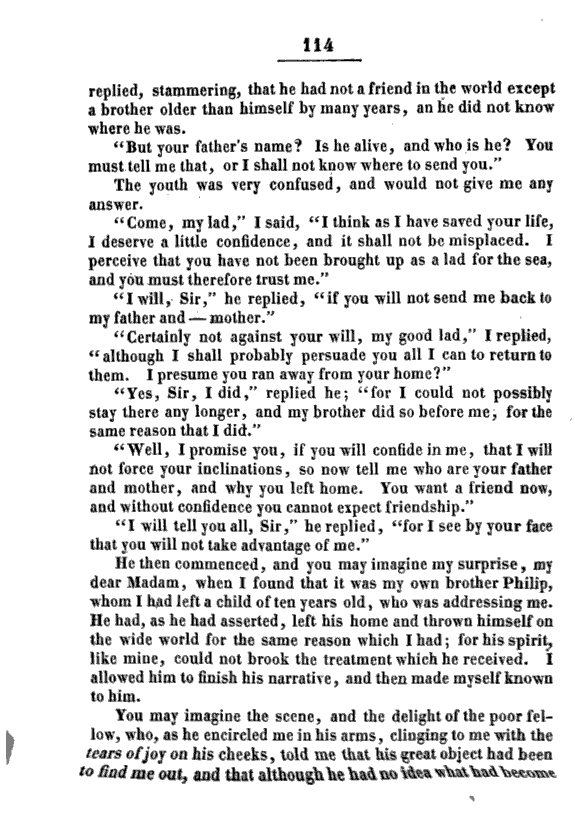 114
replied, stammering, that he had not a friend in the world except
a brother older than himself by many years, an he did not know
where he was.
“But your father's name? Is he alive, and who is he? You
must tell me that, or I shall not know where to send you.”
The youth was very confused, and would not give me any
answer.
“Come, my lad,” I said, “I think as I have saved your life,
I deserve a little confidence, and it shall not be misplaced. I
perceive that you have not been brought up as a lad for the sea,
and you must therefore trust me.”
“I will, Sir,” he replied, “if you will not send me back to
my father and — mother.”
“Certainly not against your will, my good lad,” I replied,
“although I shall probably persuade you all I can to return to
them. I presume you ran away from your home?”
“Yes, Sir, I did,” replied he; “for I could not possibly
stay there any longer, and my brother did so before me, for the
same reason that I did.”
“Well, I promise you, if you will confide in me, that I will
not force your inclinations, so now tell me who are your father
and mother, and why you left home. You want a friend now,
and without confidence you cannot expect friendship.”
“I will tell you all, Sir,” he replied, “for I see by your face
that you will not take advantage of me.”
He then commenced, and you may imagine my surprise, my
dear Madam, when I found that it was my own brother Philip,
whom I had left a child of ten years old, who was addressing me.
He had, as he had asserted, left his home and thrown himself on
the wide world for the same reason which I had; for his spirit,
like mine, could not brook the treatment which he received. I
allowed him to finish his narrative, and then made myself known
to him.
You may imagine the scene, and the delight of the poor fel-
low, who, as he encircled me in his arms, clinging to me with the
tears of joy on his cheeks, told me that his great object had been
to find me out, and that although he had no idea what had become